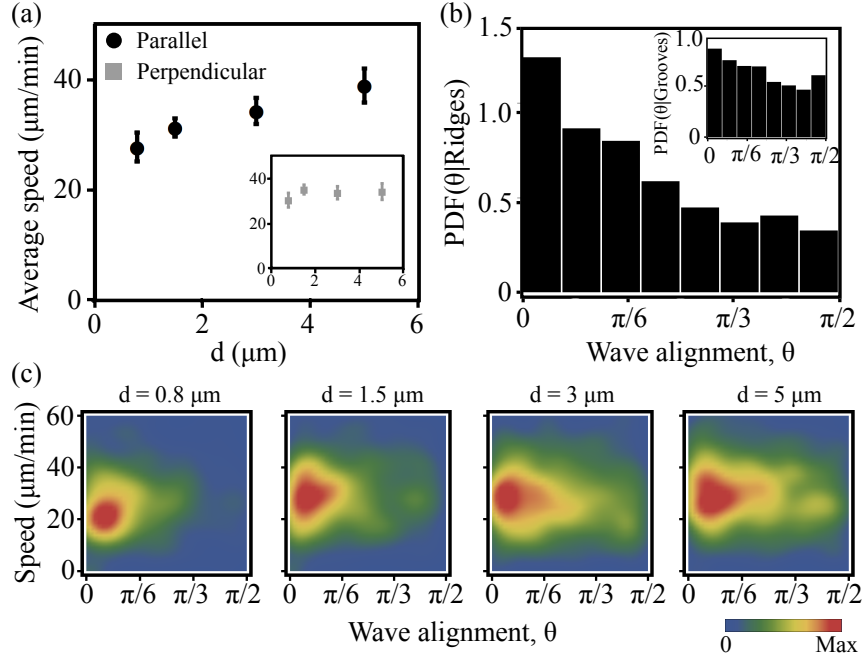 (a)
Parallel
Perpendicular
Average speed (μm/min)
40
20
0
0 2 4 6
d (μm)
40
20
0
0 2 4 6
(b)
PDF(θ|Ridges)
1.5
1.0
0.5
0
0 π/6 π/3 π/2
Wave alignment, θ
PDF(θ|Grooves)
1.0
0.5
0
0 π/6 π/3 π/2
(c)
d = 0.8 μm d = 1.5 μm d = 3 μm d = 5 μm
Speed (μm/min)
60
40
20
0
0 π/6 π/3 π/2 0 π/6 π/3 π/2 0 π/6 π/3 π/2 0 π/6 π/3 π/2
Wave alignment, θ
0 Max